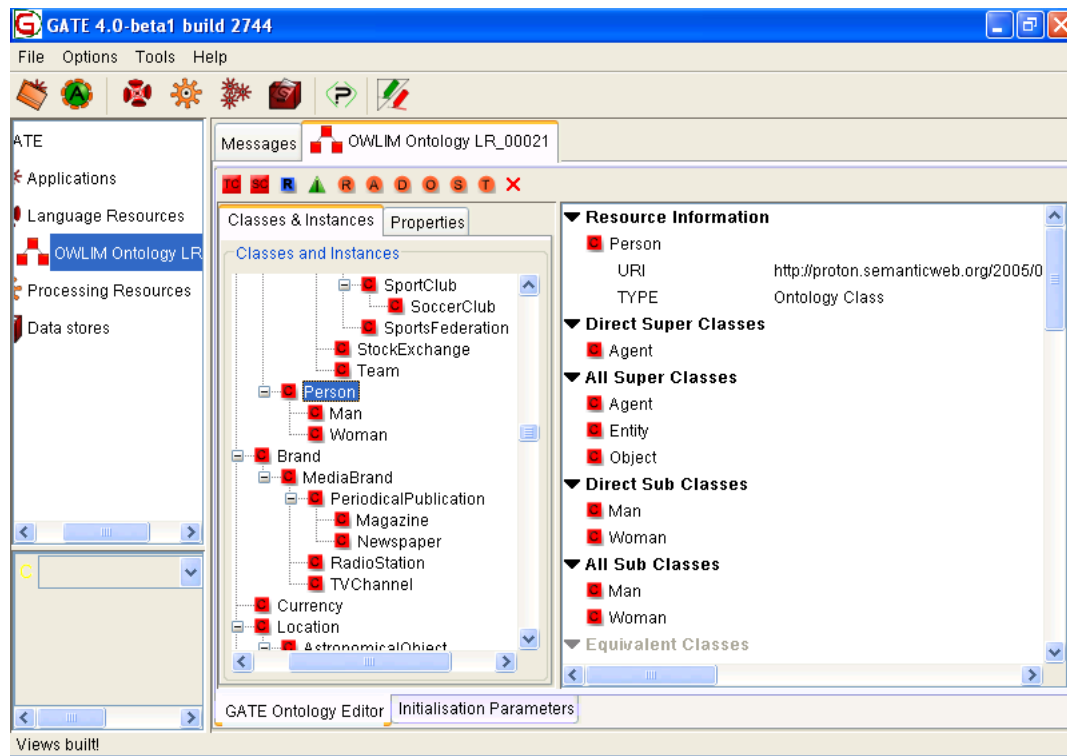 GATE 4.0-beta1 build 2744
File Options Tools Help
ATE
Applications
Language Resources
OWLIM Ontology LR
Processing Resources
Data stores
Messages
OWLIM Ontology LR_00021
TC SC R I R A D O S T
Classes & Instances
Properties
Classes and Instances
C SportClub
C SoccerClub
C SportsFederation
C StockExchange
C Team
C Person
C Man
C Woman
C Brand
C MediaBrand
C PeriodicalPublication
C Magazine
C Newspaper
C RadioStation
C TVChannel
C Currency
C Location
C AstronomicalObject
Resource Information
C Person
URI http://proton.semanticweb.org/2005/0
TYPE Ontology Class
Direct Super Classes
C Agent
All Super Classes
C Agent
C Entity
C Object
Direct Sub Classes
C Man
C Woman
All Sub Classes
C Man
C Woman
Equivalent Classes
C
GATE Ontology Editor
Initialisation Parameters
Views built!